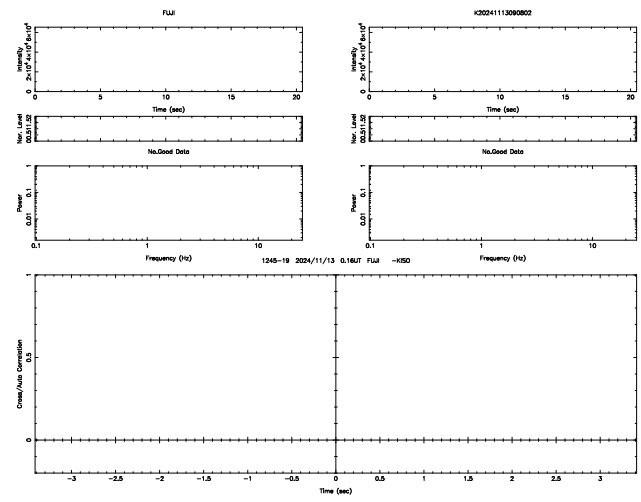 FUJI K20241113090802
Intensity 0 2×10⁴ 4×10⁴ 6×10⁴ Intensity 0 2×10⁴ 4×10⁴ 6×10⁴
0 5 10 15 20 0 5 10 15 20
Time (sec) Time (sec)
Nor. Level 0 0.5 1 1.5 2 Nor. Level 0 0.5 1 1.5 2
No.Good Data No.Good Data
Power 0.01 0.1 1 Power 0.01 0.1 1
0.1 1 10 0.1 1 10
Frequency (Hz) Frequency (Hz)
1245-19 2024/11/13 0.16UT FUJI -KISO
Cross/Auto Correlation 0 0.5 1
-3 -2.5 -2 -1.5 -1 -0.5 0 0.5 1 1.5 2 2.5 3
Time (sec)